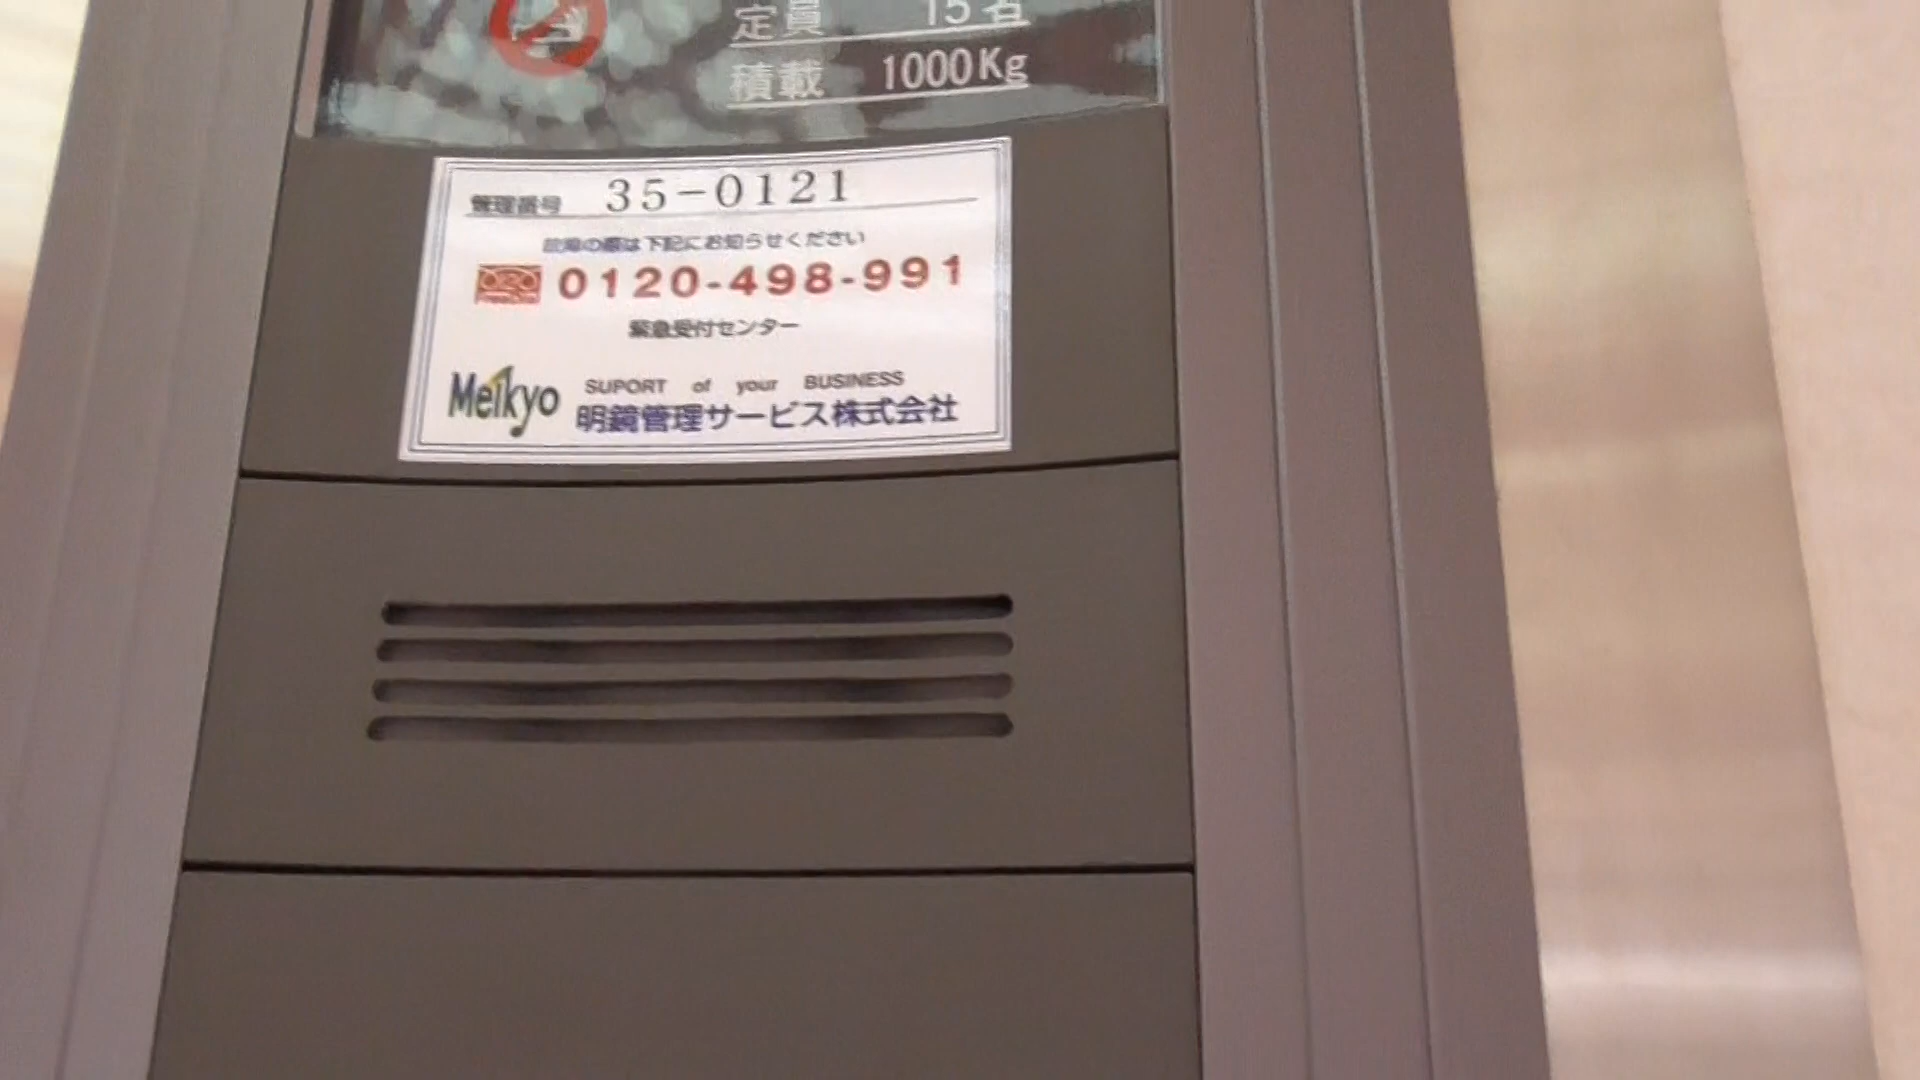 定員 15名
積載 1000Kg
管理番号 35-0121
故障の際は下記にお知らせください
0120-498-991
緊急受付センター
Meikyo SUPORT of your BUSINESS
明鏡管理サービス株式会社